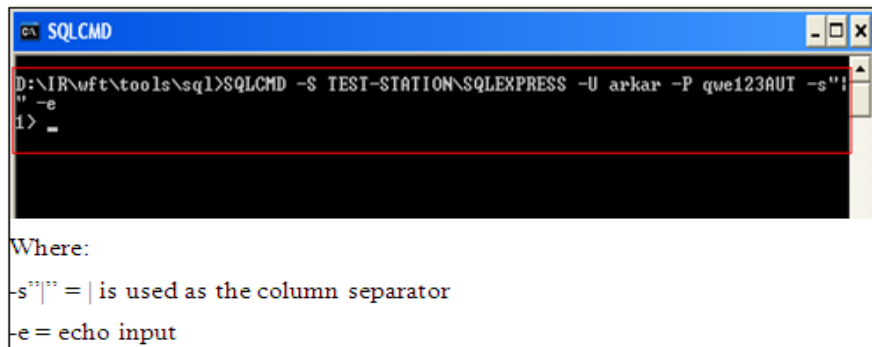 SQLCMD
D:\IR\wft\tools\sql>SQLCMD -S TEST-STATION\SQLEXPRESS -U arkar -P qwe123AUT -s"¦
" -e
1> _
Where:
-s”|” = | is used as the column separator
-e = echo input